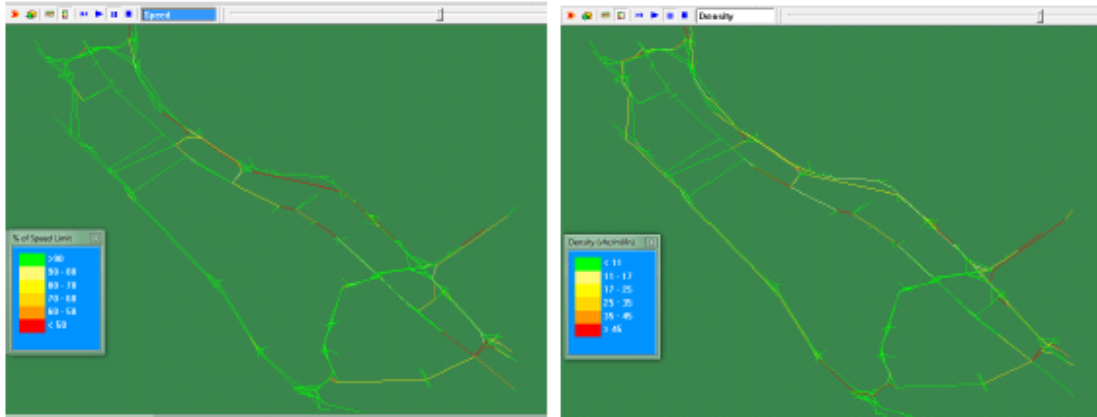 Speed
% of Speed Limit
>90
90 - 80
80 - 70
70 - 60
60 - 50
< 50
Density
Density (veh/mi/ln)
< 11
11 - 17
17 - 25
25 - 35
35 - 45
> 45